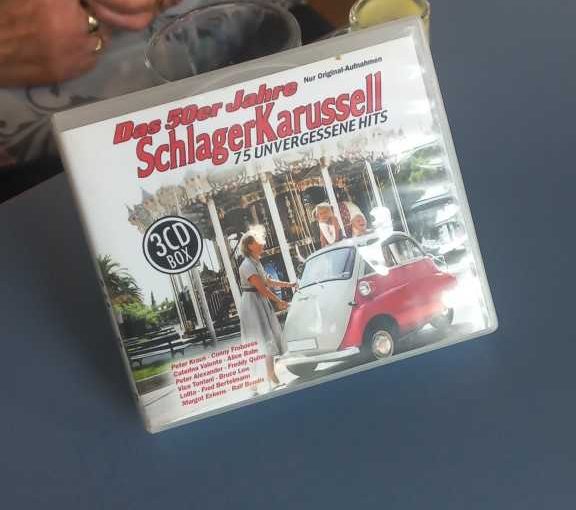 Nur Original-Aufnahmen
Das 50er Jahre
SchlagerKarussell
75 UNVERGESSENE HITS
3CD
BOX
Peter Kraus · Conny Froboess
Caterina Valente · Alice Babs
Peter Alexander · Freddy Quinn
Vico Torriani · Bruce Low
Lolita · Fred Bertelmann
Margot Eskens · Ralf Bendix